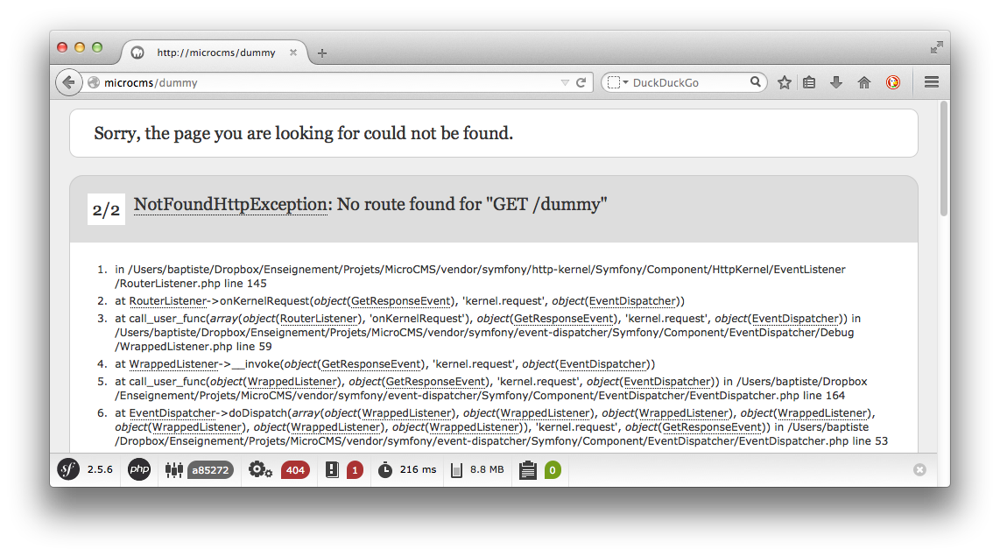 http://microcms/dummy
microcms/dummy
DuckDuckGo
Sorry, the page you are looking for could not be found.
2/2 NotFoundHttpException: No route found for "GET /dummy"
1. in /Users/baptiste/Dropbox/Enseignement/Projets/MicroCMS/vendor/symfony/http-kernel/Symfony/Component/HttpKernel/EventListener
/RouterListener.php line 145
2. at RouterListener->onKernelRequest(object(GetResponseEvent), 'kernel.request', object(EventDispatcher))
3. at call_user_func(array(object(RouterListener), 'onKernelRequest'), object(GetResponseEvent), 'kernel.request', object(EventDispatcher)) in
/Users/baptiste/Dropbox/Enseignement/Projets/MicroCMS/vendor/symfony/event-dispatcher/Symfony/Component/EventDispatcher/Debug
/WrappedListener.php line 59
4. at WrappedListener->__invoke(object(GetResponseEvent), 'kernel.request', object(EventDispatcher))
5. at call_user_func(object(WrappedListener), object(GetResponseEvent), 'kernel.request', object(EventDispatcher)) in /Users/baptiste/Dropbox
/Enseignement/Projets/MicroCMS/vendor/symfony/event-dispatcher/Symfony/Component/EventDispatcher/EventDispatcher.php line 164
6. at EventDispatcher->doDispatch(array(object(WrappedListener), object(WrappedListener), object(WrappedListener), object(WrappedListener),
object(WrappedListener), object(WrappedListener), object(WrappedListener)), 'kernel.request', object(GetResponseEvent)) in /Users/baptiste
/Dropbox/Enseignement/Projets/MicroCMS/vendor/symfony/event-dispatcher/Symfony/Component/EventDispatcher/EventDispatcher.php line 53
sf 2.5.6 php a85272 404 1 216 ms 8.8 MB 0